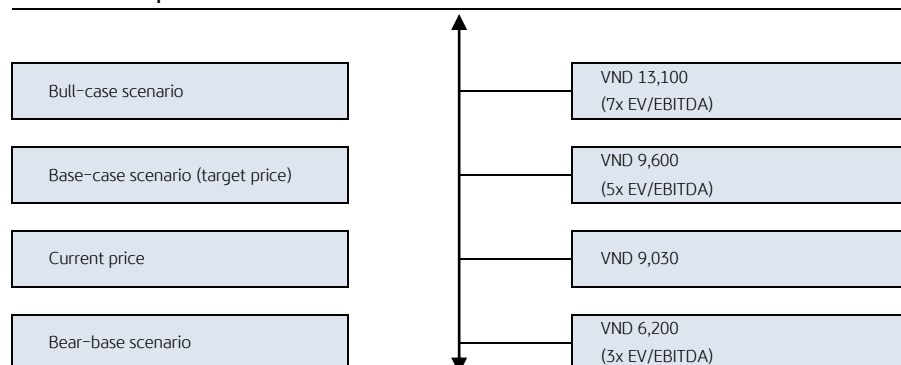 Bull-case scenario
VND 13,100
(7x EV/EBITDA)
Base-case scenario (target price)
VND 9,600
(5x EV/EBITDA)
Current price
VND 9,030
Bear-base scenario
VND 6,200
(3x EV/EBITDA)